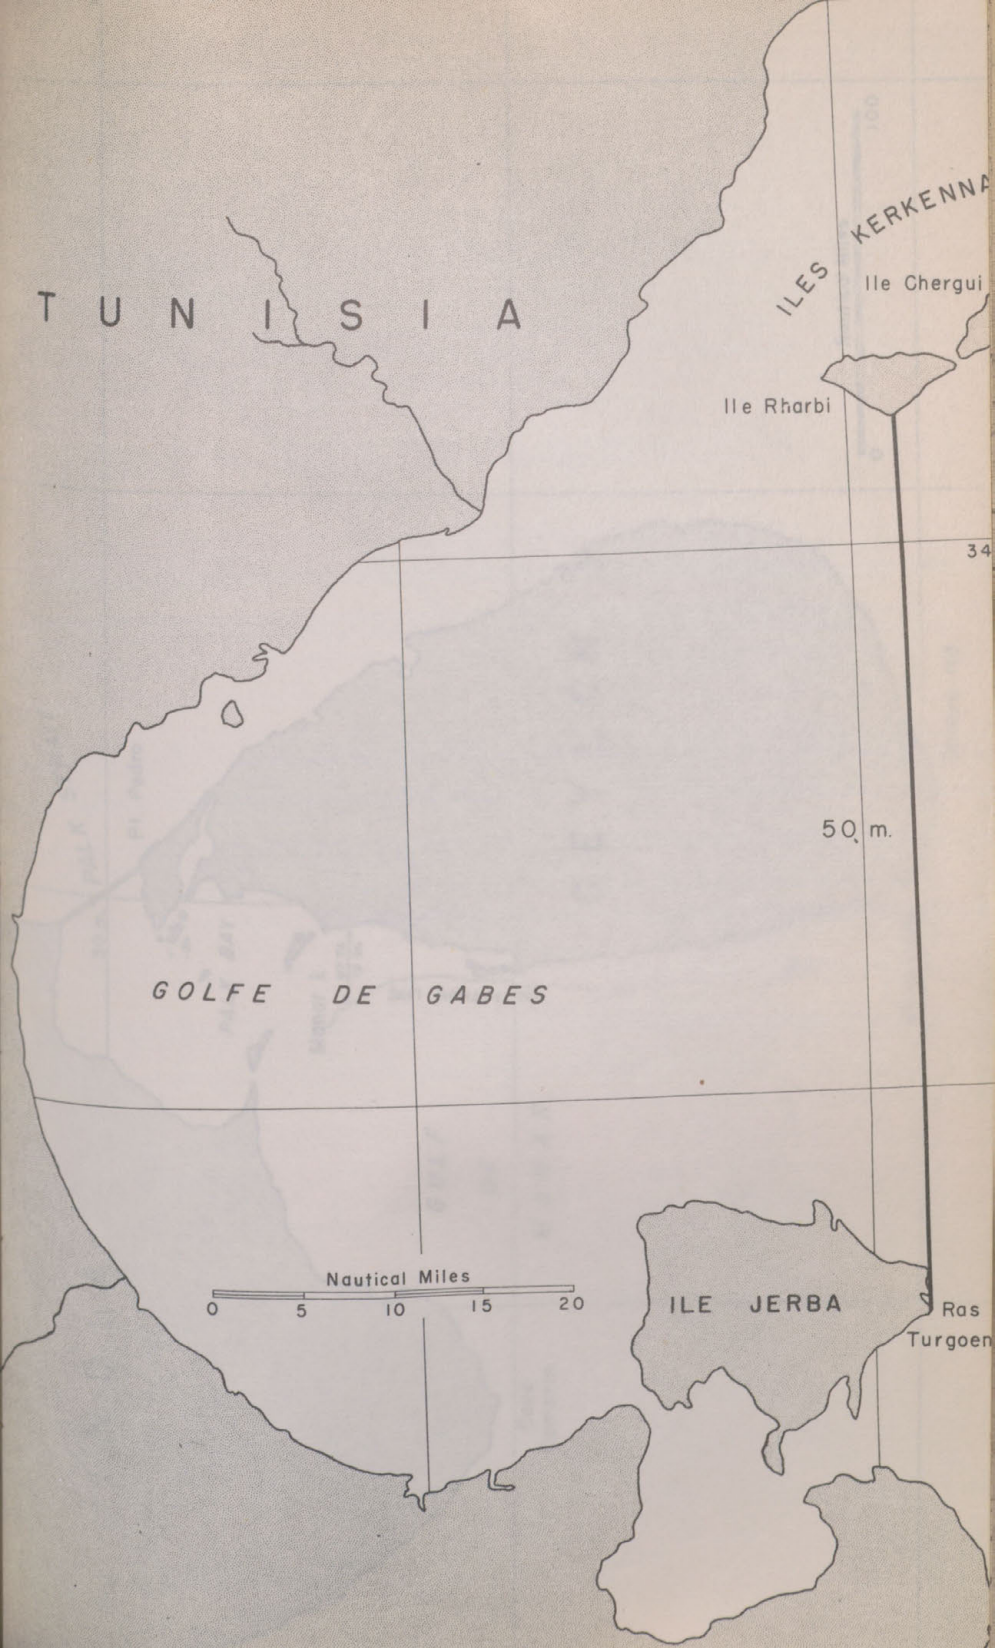 ILES KERKENNA
Ile Chergui
TUNISIA
Ile Rharbi
34
50 m.
GOLFE DE GABES
Nautical Miles
0 5 10 15 20
ILE JERBA
Ras
Turgoen